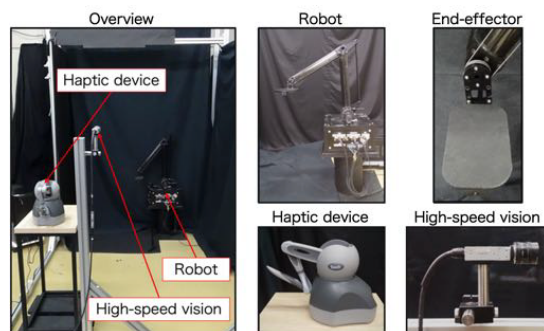 Overview
Robot
End-effector
Haptic device
Robot
High-speed vision
Haptic device
High-speed vision